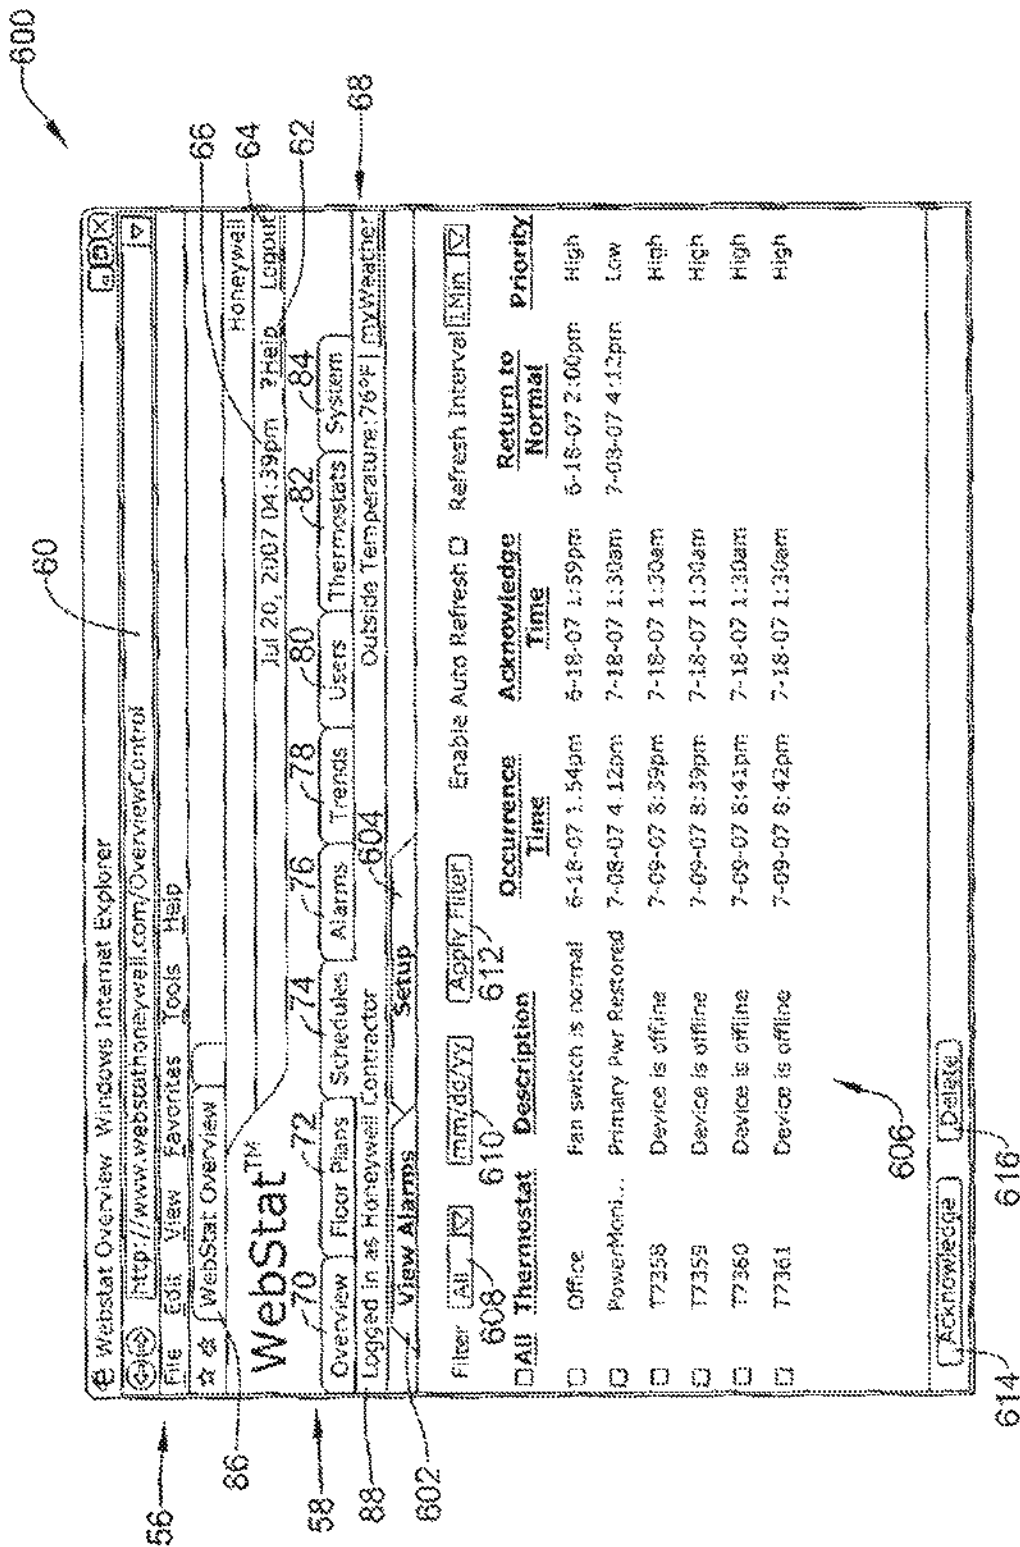 600
60
Webstat Overview Windows Internet Explorer
http://www.webstathoneywell.com/OverviewControl
File Edit View Favorites Tools Help
56
WebStat Overview
86
Honeywell
66
WebStat™
Jul 20, 2007 04:39pm ?Help Logout
64
62
70 72 74 76 78 80 82 84
58
Overview Floor Plans Schedules Alarms Trends Users Thermostats System
88
Logged in as Honeywell Contractor Outside Temperature: 76°F | myWeather
68
602
View Alarms Setup
604
Filter All mm/dd/yy Apply Filter Enable Auto Refresh Refresh Interval 1Min
608 610 612
All Thermostat Description Occurrence Time Acknowledge Time Return to Normal Priority
Office Fan switch is normal 6-18-07 1:54pm 6-18-07 1:59pm 6-18-07 2:00pm High
PowerMoni... Primary Pwr Restored 7-08-07 4:12pm 7-18-07 1:30am 7-08-07 4:12pm Low
T7358 Device is offline 7-09-07 8:39pm 7-18-07 1:30am High
T7359 Device is offline 7-09-07 8:39pm 7-18-07 1:30am High
T7360 Device is offline 7-09-07 8:41pm 7-18-07 1:30am High
T7361 Device is offline 7-09-07 8:42pm 7-18-07 1:30am High
606
Acknowledge Delete
614 616